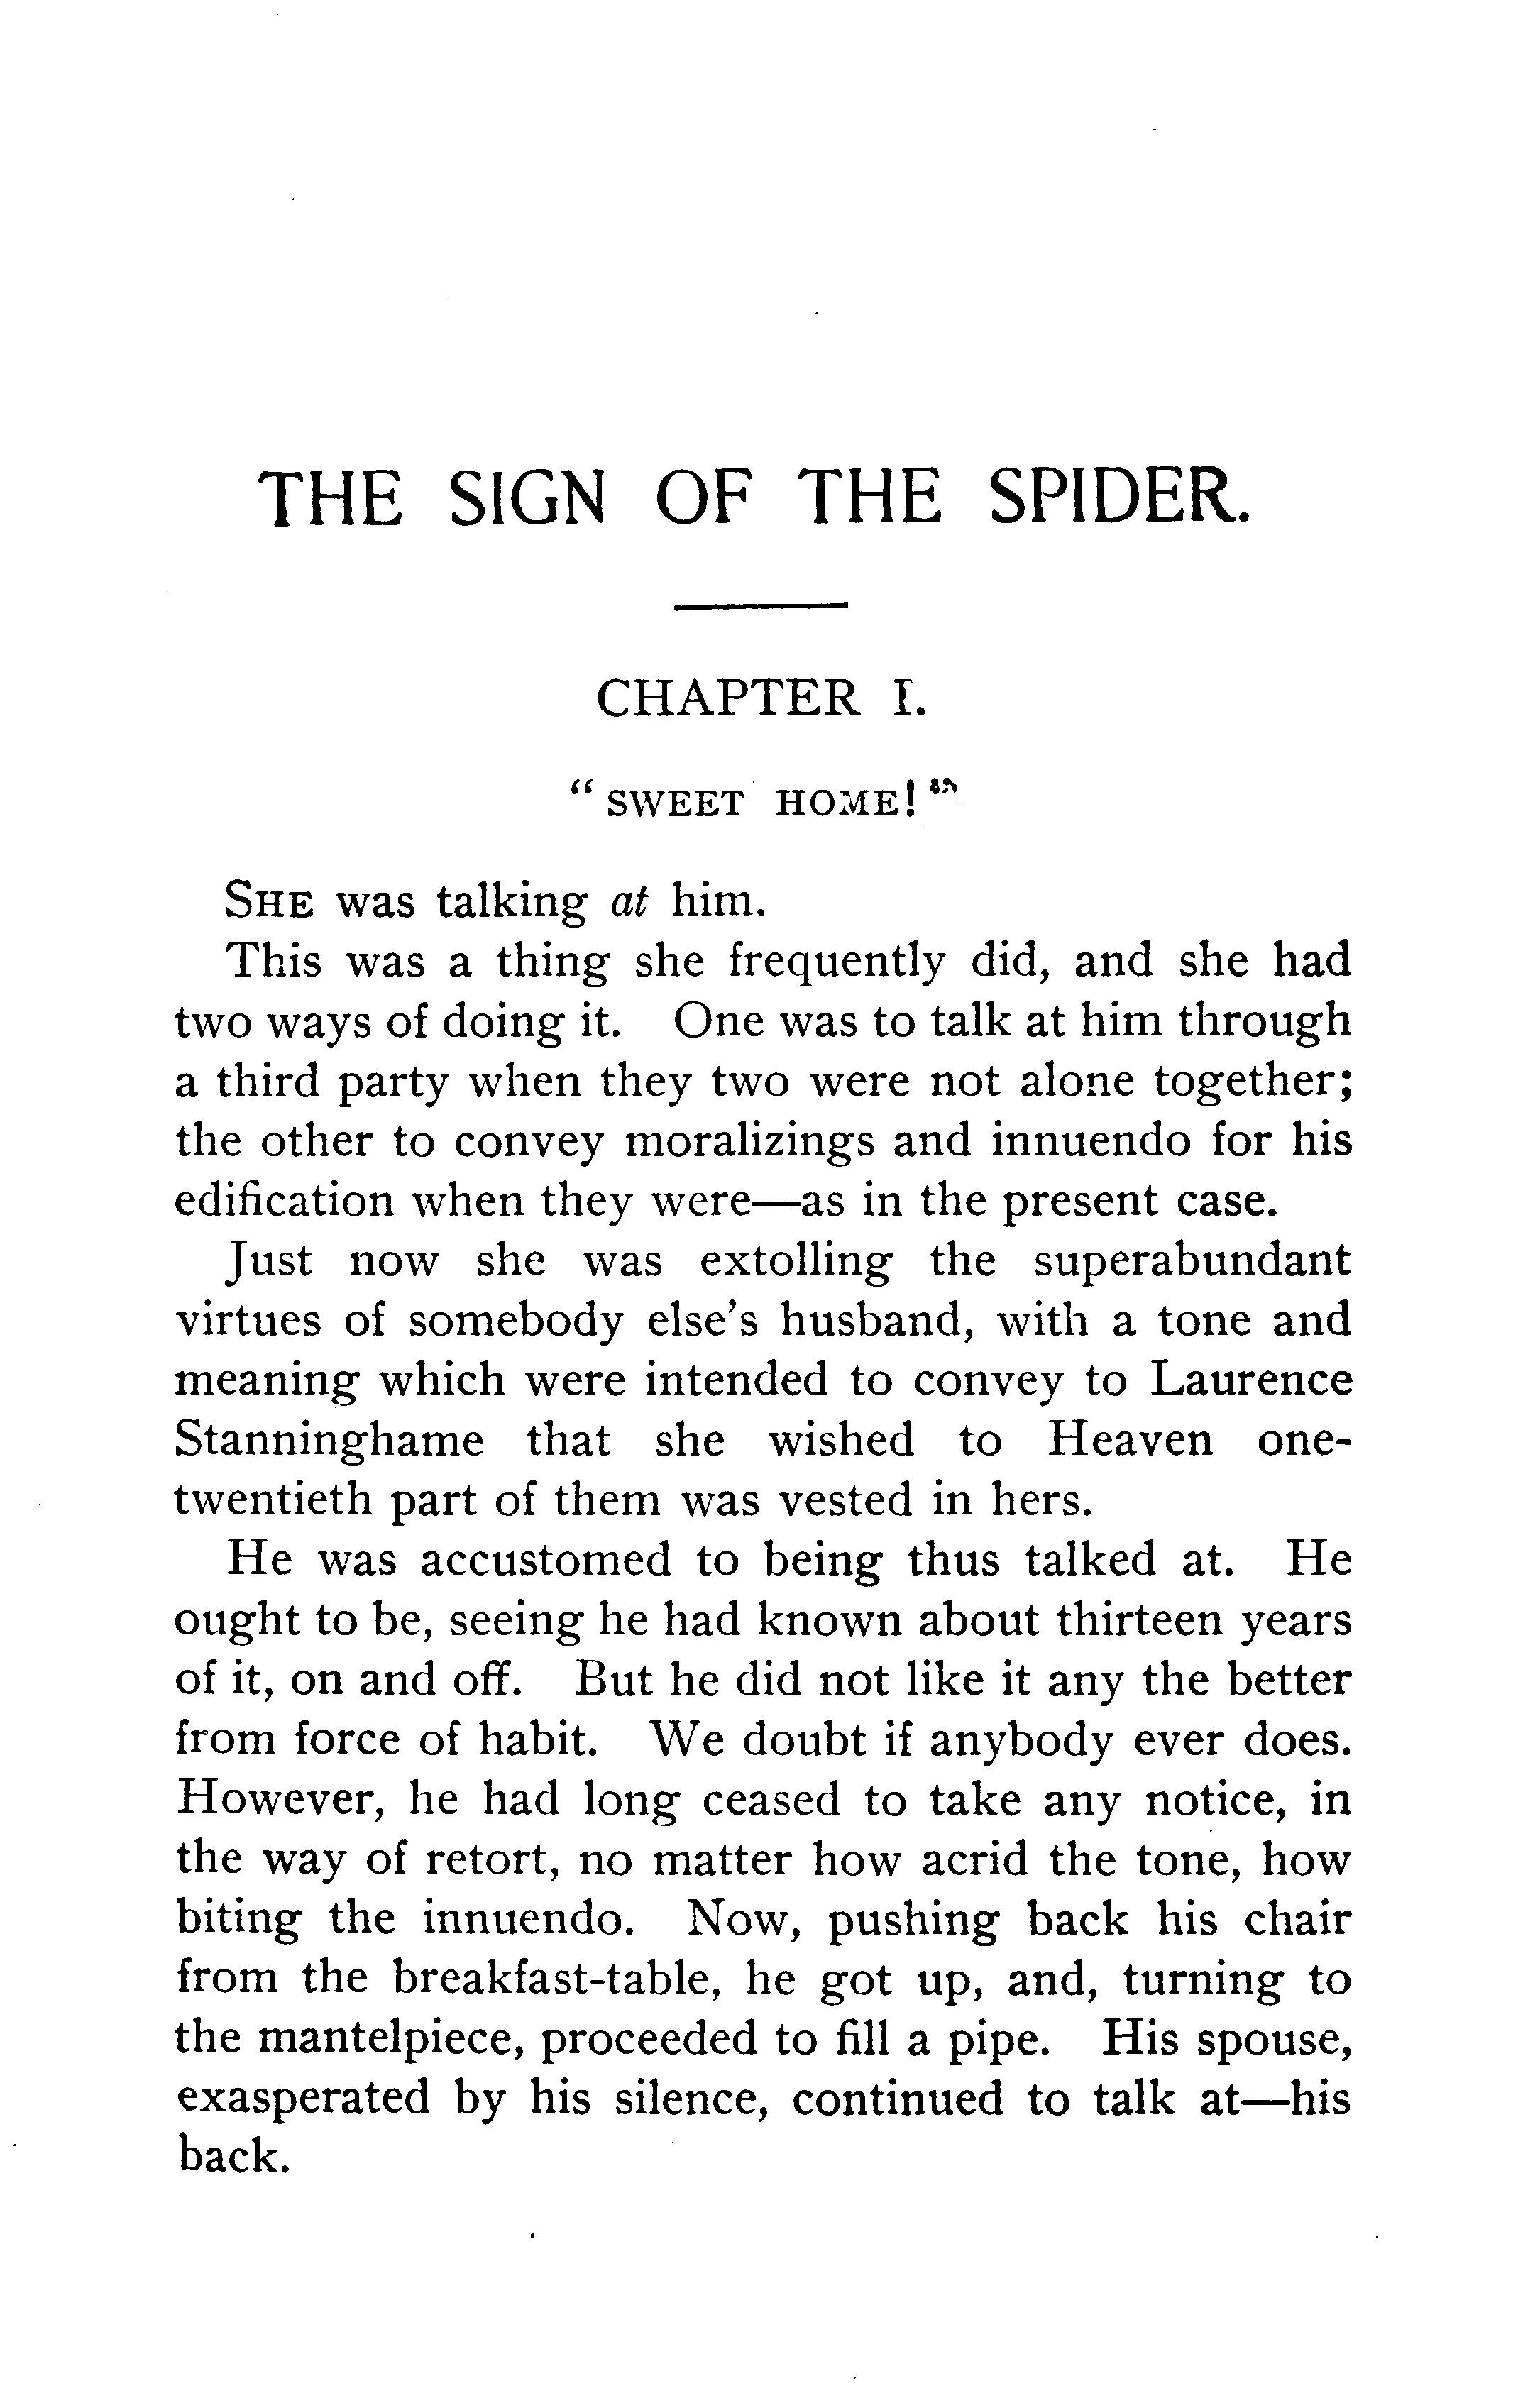 THE SIGN OF THE SPIDER.
CHAPTER I.
“SWEET HOME!”
SHE was talking at him.
This was a thing she frequently did, and she had
two ways of doing it. One was to talk at him through
a third party when they two were not alone together;
the other to convey moralizings and innuendo for his
edification when they were—as in the present case.
Just now she was extolling the superabundant
virtues of somebody else’s husband, with a tone and
meaning which were intended to convey to Laurence
Stanninghame that she wished to Heaven one-
twentieth part of them was vested in hers.
He was accustomed to being thus talked at. He
ought to be, seeing he had known about thirteen years
of it, on and off. But he did not like it any the better
from force of habit. We doubt if anybody ever does.
However, he had long ceased to take any notice, in
the way of retort, no matter how acrid the tone, how
biting the innuendo. Now, pushing back his chair
from the breakfast-table, he got up, and, turning to
the mantelpiece, proceeded to fill a pipe. His spouse,
exasperated by his silence, continued to talk at—his
back.